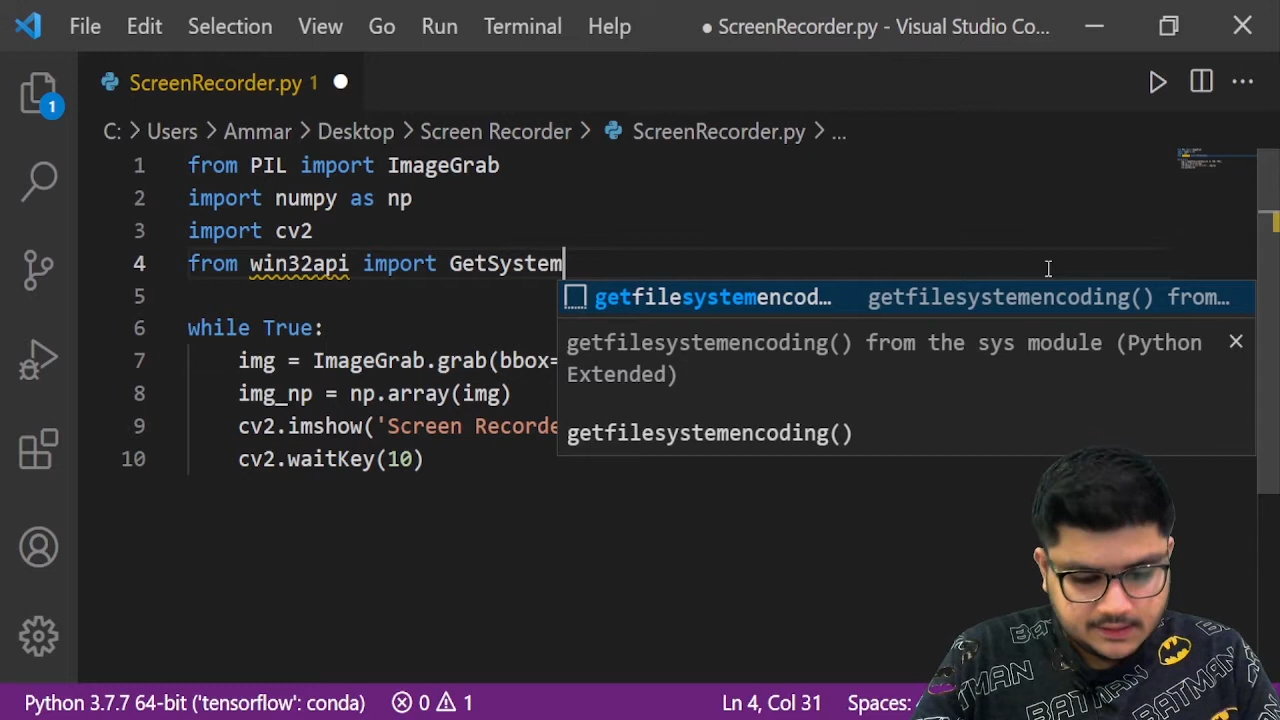 File Edit Selection View Go Run Terminal Help ● ScreenRecorder.py - Visual Studio Co...
ScreenRecorder.py 1
C: > Users > Ammar > Desktop > Screen Recorder > ScreenRecorder.py > ...
1 from PIL import ImageGrab
2 import numpy as np
3 import cv2
4 from win32api import GetSystem
getfilesystemencod... getfilesystemencoding() from...
5
getfilesystemencoding() from the sys module (Python
Extended)
getfilesystemencoding()
6 while True:
7 img = ImageGrab.grab(bbox=
8 img_np = np.array(img)
9 cv2.imshow('Screen Recorde
10 cv2.waitKey(10)
1
BATMAN
BATMAN
BATMAN
Python 3.7.7 64-bit ('tensorflow': conda) 0 1 Ln 4, Col 31 Spaces: